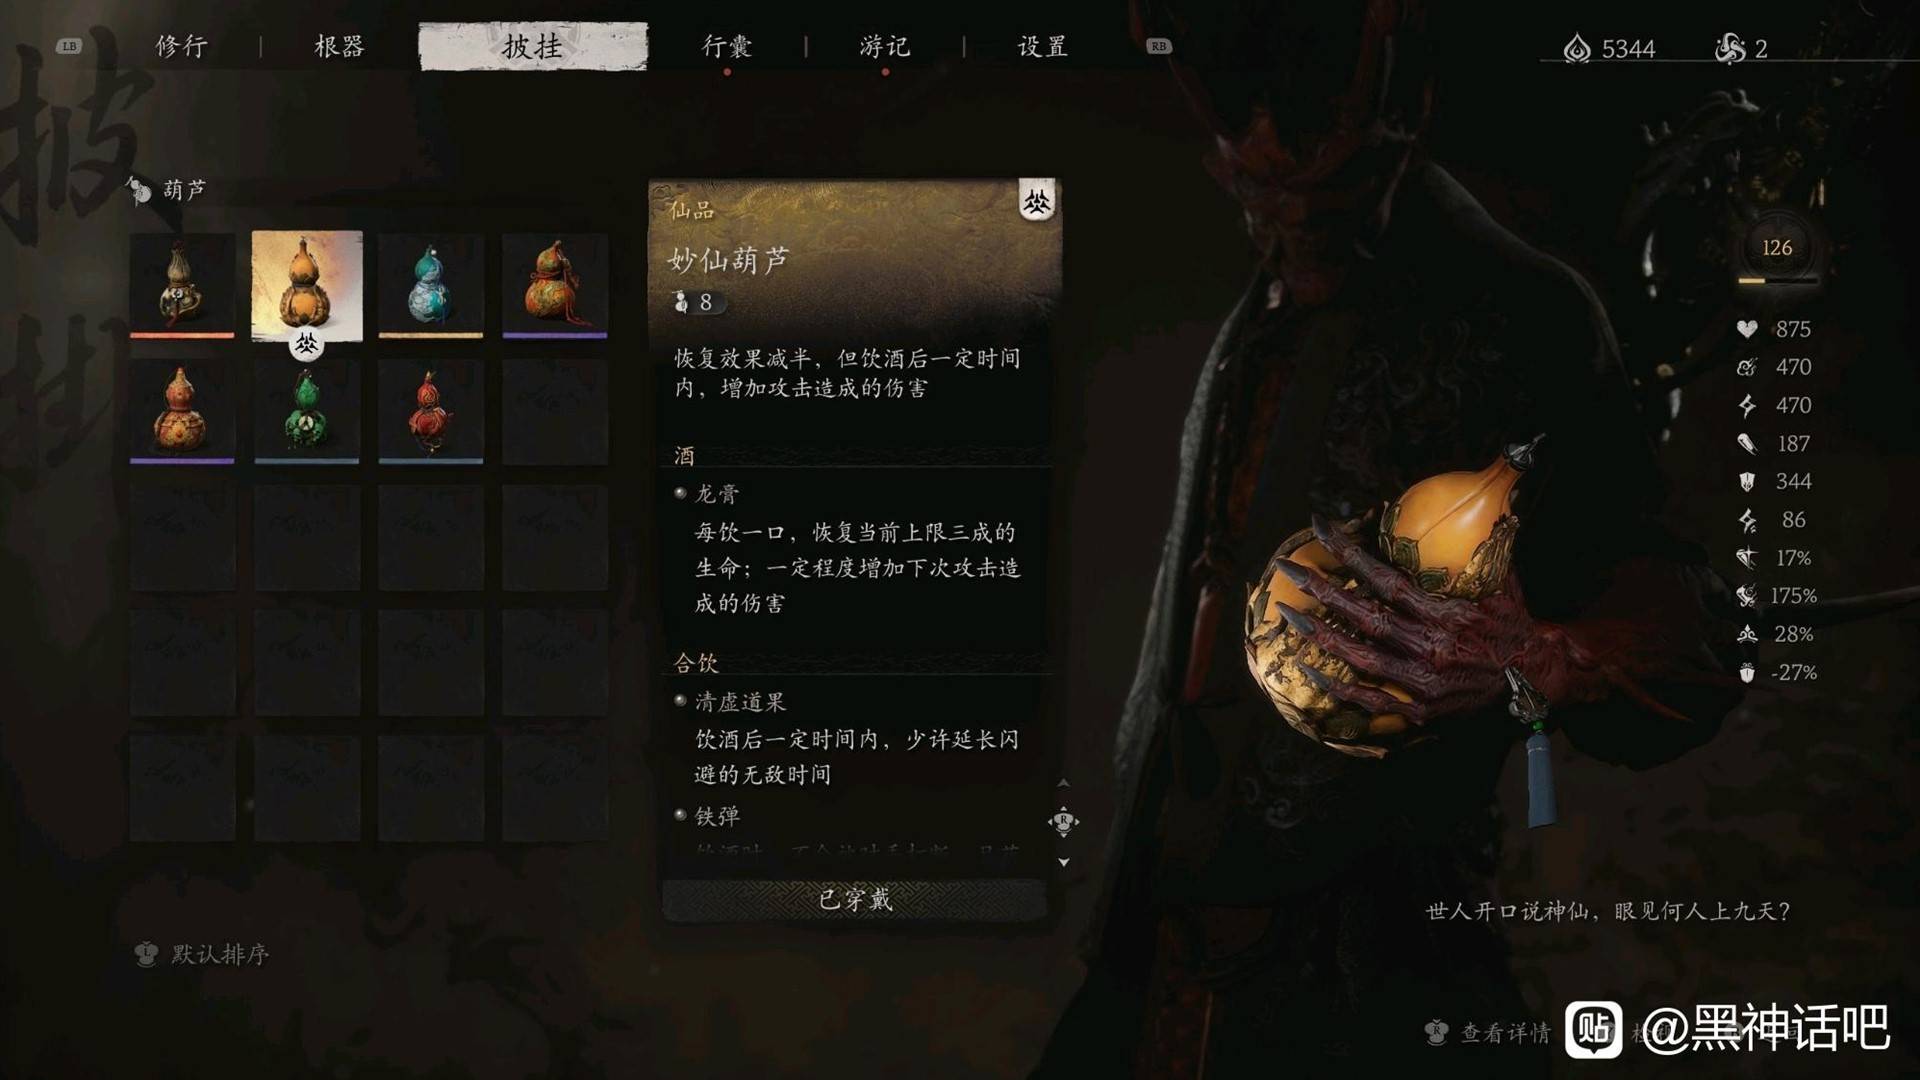 LB
修行
根器
披挂
行囊
游记
设置
RB
5344
2
披挂
葫芦
仙品
妙仙葫芦
8
恢复效果减半，但饮酒后一定时间
内，增加攻击造成的伤害
酒
龙膏
每饮一口，恢复当前上限三成的
生命；一定程度增加下次攻击造
成的伤害
合饮
清虚道果
饮酒后一定时间内，少许延长闪
避的无敌时间
铁弹
R
已穿戴
L
默认排序
126
875
470
470
187
344
86
17%
175%
28%
-27%
世人开口说神仙，眼见何人上九天？
R
查看详情
贴
@黑神话吧